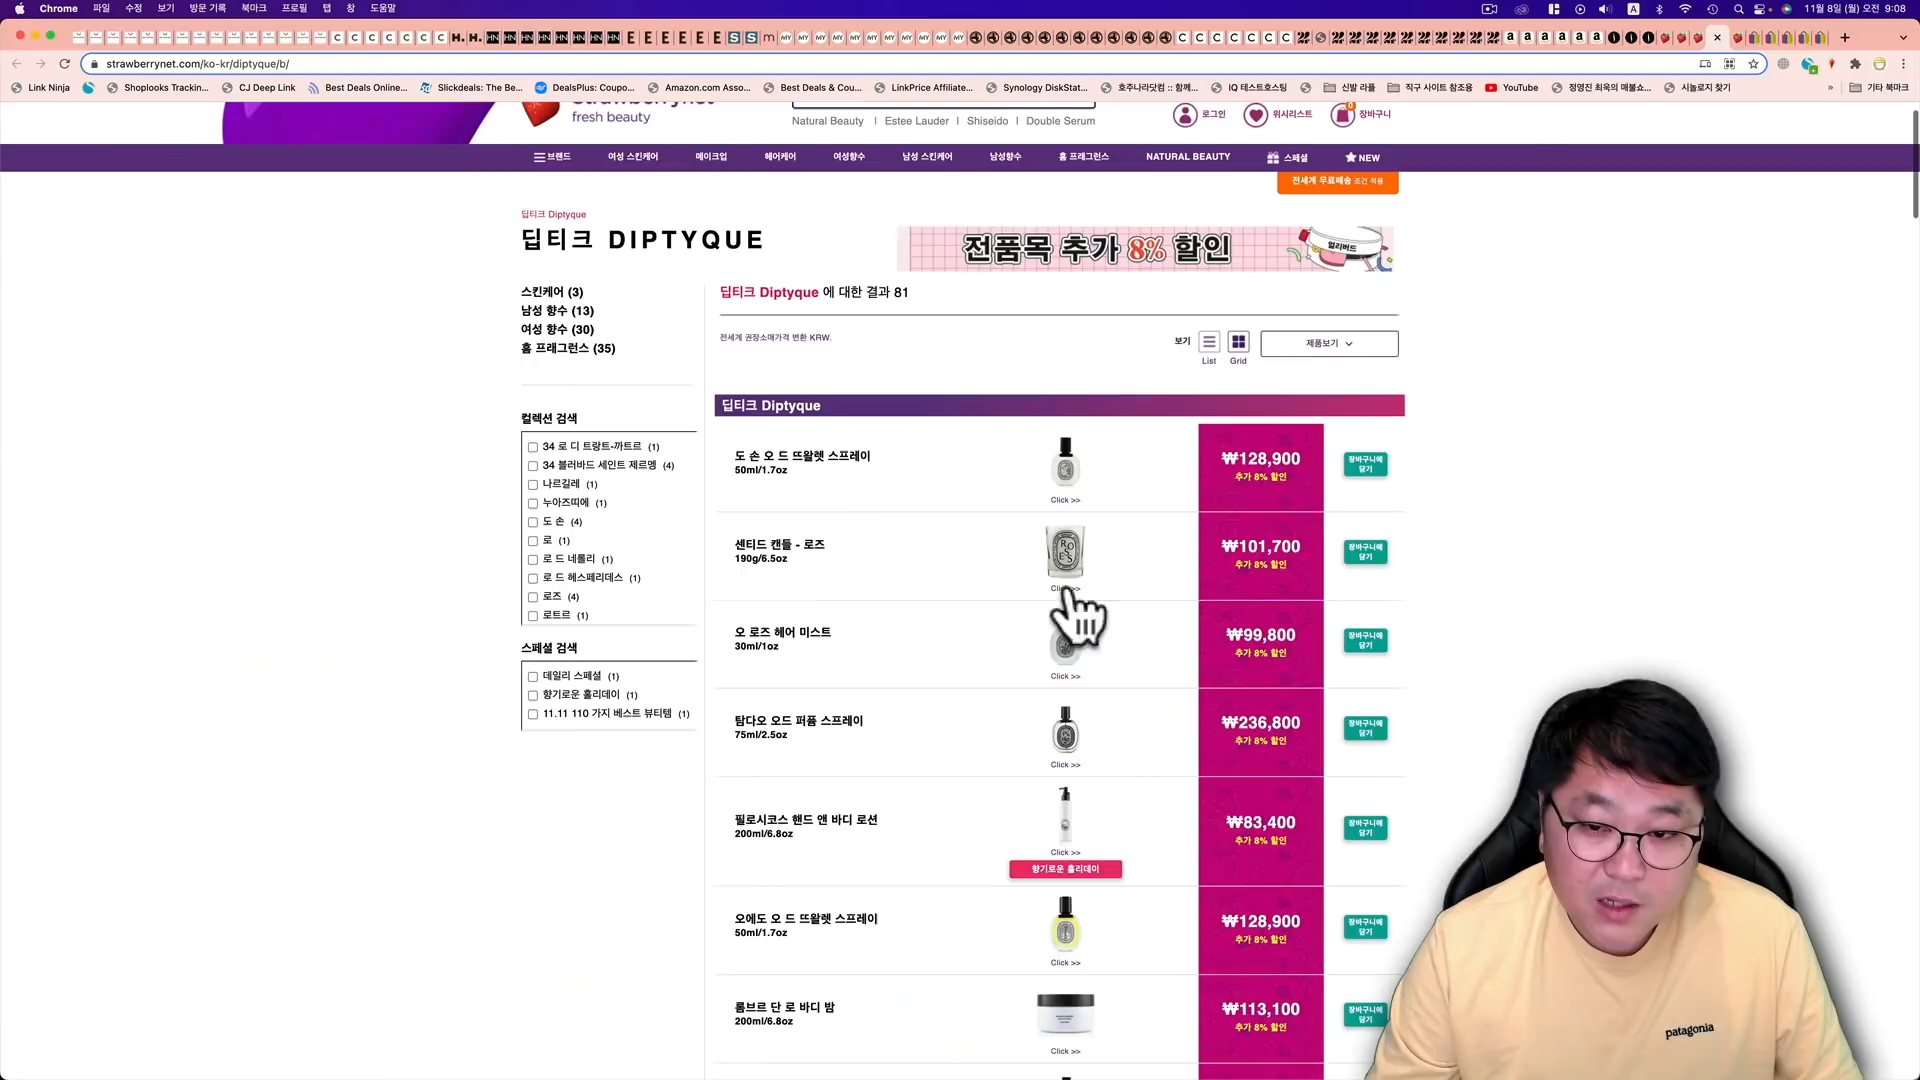 Chrome 파일 수정 보기 방문 기록 북마크 프로필 탭 창 도움말
11월 8일 (월) 오전 9:08
strawberrynet.com/ko-kr/diptyque/b/
Link Ninja Shoplooks Trackin... CJ Deep Link Best Deals Online... Slickdeals: The Be... DealsPlus: Coupo... Amazon.com Asso... Best Deals & Cou... LinkPrice Affiliate... Synology DiskStat... 호주나라닷컴 :: 함께... IQ 테스트호스팅 신발 라플 직구 사이트 참조용 YouTube 정영진 최욱의 매불쇼... 시놀로지 찾기 » 기타 북마크
fresh beauty
Natural Beauty | Estee Lauder | Shiseido | Double Serum
로그인 위시리스트 0 장바구니
브랜드 여성 스킨케어 메이크업 헤어케어 여성향수 남성 스킨케어 남성향수 홈 프래그런스 NATURAL BEAUTY 스페셜 NEW
전세계 무료배송 조건 적용
딥티크 Diptyque
딥티크 DIPTYQUE
전품목 추가 8% 할인
얼리버드
스킨케어 (3)
남성 향수 (13)
여성 향수 (30)
홈 프래그런스 (35)
딥티크 Diptyque 에 대한 결과 81
전세계 권장소매가격 변환 KRW.
보기
List Grid
제품보기
컬렉션 검색
34 로 디 트랑트-까트르 (1)
34 블러바드 세인트 제르멩 (4)
나르길레 (1)
누아즈띠에 (1)
도 손 (4)
로 (1)
로 드 네롤리 (1)
로 드 헤스페리데스 (1)
로즈 (4)
로트르 (1)
스페셜 검색
데일리 스페셜 (1)
향기로운 홀리데이 (1)
11.11 110 가지 베스트 뷰티템 (1)
딥티크 Diptyque
도 손 오 드 뜨왈렛 스프레이
50ml/1.7oz
Click >>
₩128,900
추가 8% 할인
장바구니에
담기
센티드 캔들 - 로즈
190g/6.5oz
ROSES
₩101,700
추가 8% 할인
장바구니에
담기
오 로즈 헤어 미스트
30ml/1oz
Click >>
₩99,800
추가 8% 할인
장바구니에
담기
탐다오 오드 퍼퓸 스프레이
75ml/2.5oz
Click >>
₩236,800
추가 8% 할인
장바구니에
담기
필로시코스 핸드 앤 바디 로션
200ml/6.8oz
Click >>
향기로운 홀리데이
₩83,400
추가 8% 할인
장바구니에
담기
오에도 오 드 뜨왈렛 스프레이
50ml/1.7oz
Click >>
₩128,900
추가 8% 할인
장바구니에
담기
롬브르 단 로 바디 밤
200ml/6.8oz
Click >>
₩113,100
추가 8% 할인
장바구니에
담기
patagonia